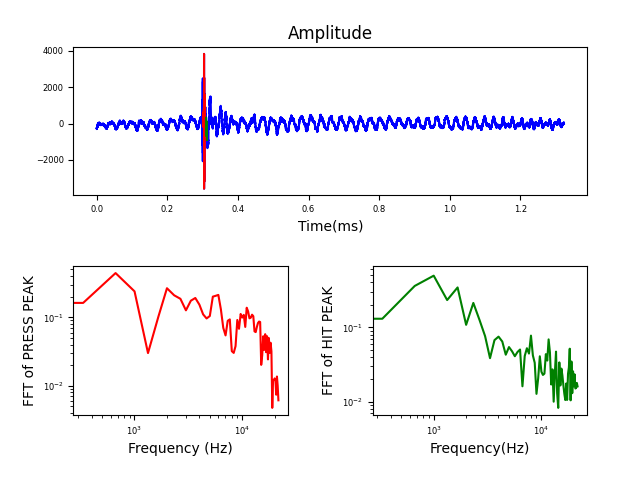 Amplitude
4000
2000
0
−2000
0.0 0.2 0.4 0.6 0.8 1.0 1.2
Time(ms)
FFT of PRESS PEAK
10⁻¹
10⁻²
10³ 10⁴
Frequency (Hz)
FFT of HIT PEAK
10⁻¹
10⁻²
10³ 10⁴
Frequency(Hz)